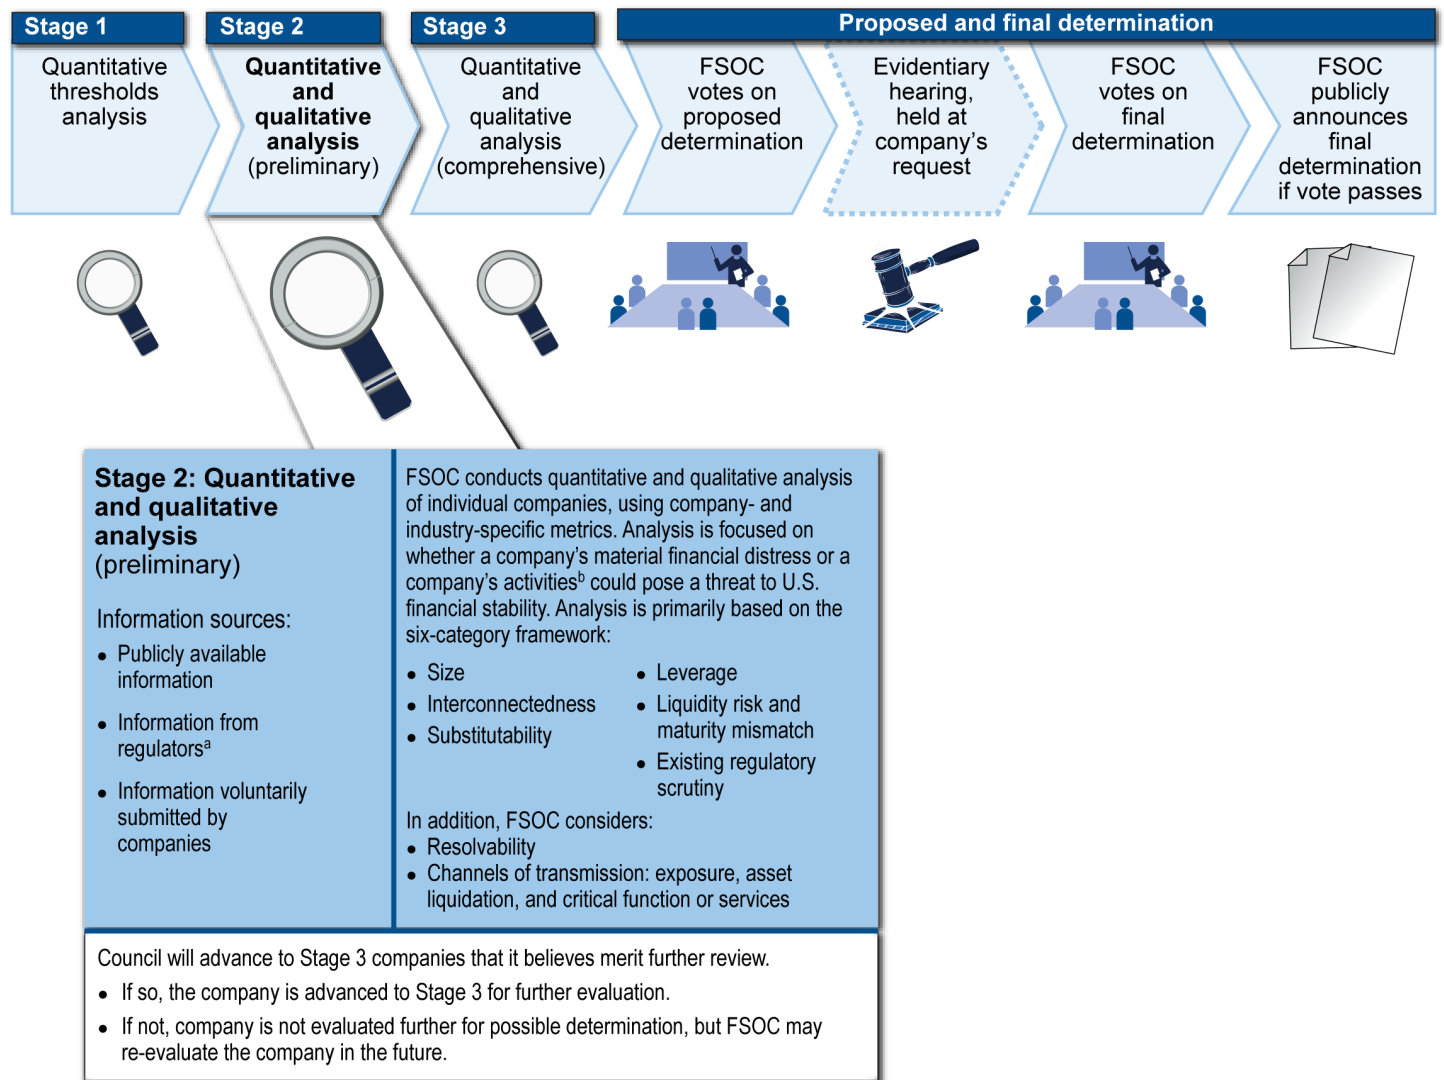 Stage 1
Quantitative
thresholds
analysis
Stage 2
Quantitative
and
qualitative
analysis
(preliminary)
Stage 3
Quantitative
and
qualitative
analysis
(comprehensive)
Proposed and final determination
FSOC
votes on
proposed
determination
Evidentiary
hearing,
held at
company’s
request
FSOC
votes on
final
determination
FSOC
publicly
announces
final
determination
if vote passes
Stage 2: Quantitative
and qualitative
analysis
(preliminary)
Information sources:
• Publicly available
information
• Information from
regulatorsᵃ
• Information voluntarily
submitted by
companies
FSOC conducts quantitative and qualitative analysis
of individual companies, using company- and
industry-specific metrics. Analysis is focused on
whether a company’s material financial distress or a
company’s activitiesᵇ could pose a threat to U.S.
financial stability. Analysis is primarily based on the
six-category framework:
• Size
• Interconnectedness
• Substitutability
• Leverage
• Liquidity risk and
maturity mismatch
• Existing regulatory
scrutiny
In addition, FSOC considers:
• Resolvability
• Channels of transmission: exposure, asset
liquidation, and critical function or services
Council will advance to Stage 3 companies that it believes merit further review.
• If so, the company is advanced to Stage 3 for further evaluation.
• If not, company is not evaluated further for possible determination, but FSOC may
re-evaluate the company in the future.